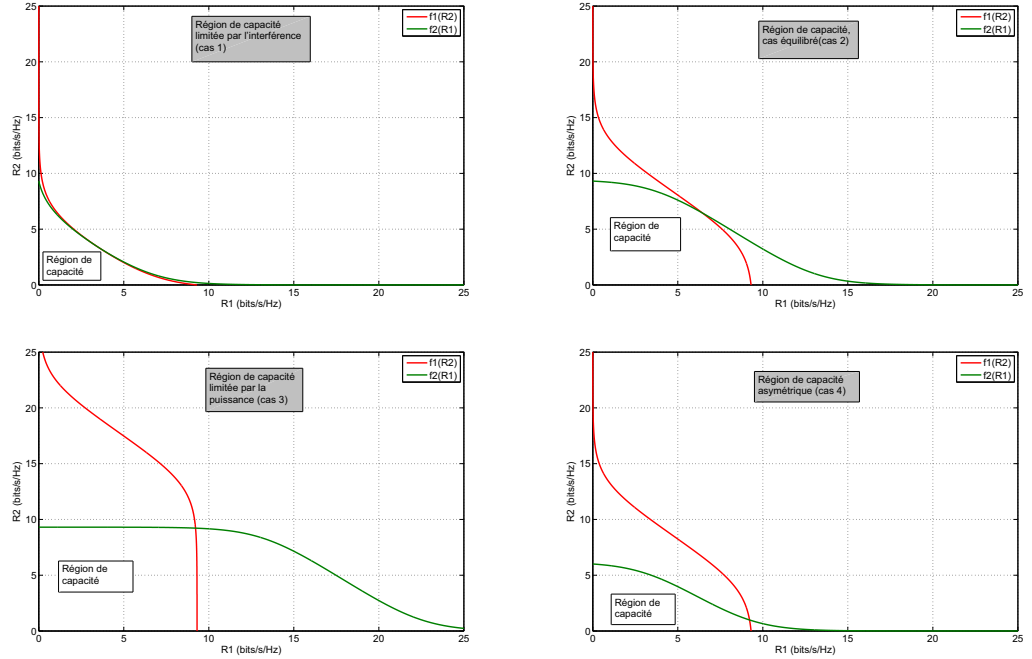 Région de capacité
limitée par l'interférence
(cas 1)
f1(R2)
f2(R1)
Région de
capacité
R2 (bits/s/Hz)
25
20
15
10
5
0
0 5 10 15 20 25
R1 (bits/s/Hz)
Région de capacité,
cas équilibré(cas 2)
f1(R2)
f2(R1)
Région de
capacité
R2 (bits/s/Hz)
25
20
15
10
5
0
0 5 10 15 20 25
R1 (bits/s/Hz)
Région de capacité
limitée par la
puissance (cas 3)
f1(R2)
f2(R1)
Région de
capacité
R2 (bits/s/Hz)
25
20
15
10
5
0
0 5 10 15 20 25
R1 (bits/s/Hz)
Région de capacité
asymétrique (cas 4)
f1(R2)
f2(R1)
Région de
capacité
R2 (bits/s/Hz)
25
20
15
10
5
0
0 5 10 15 20 25
R1 (bits/s/Hz)